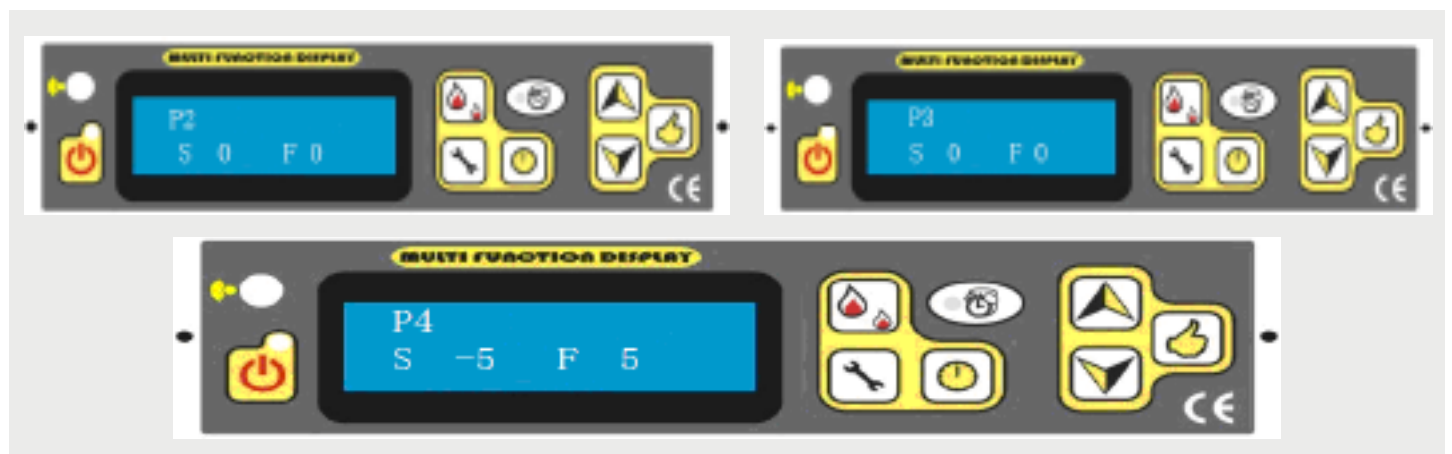 MULTI FUNCTION DISPLAY
P2
S 0 F 0
CE
MULTI FUNCTION DISPLAY
P3
S 0 F 0
CE
MULTI FUNCTION DISPLAY
P4
S -5 F 5
CE